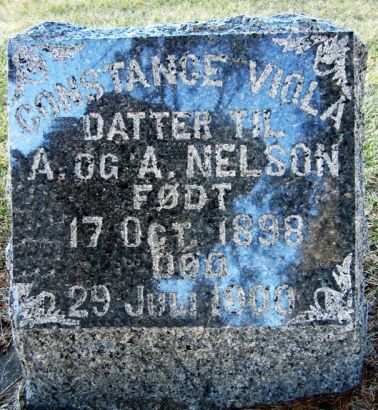 CONSTANCE VIOLA
DATTER TIL
A. OG A. NELSON
FØDT
17 OCT. 1898
DØD
29 JULI 1900